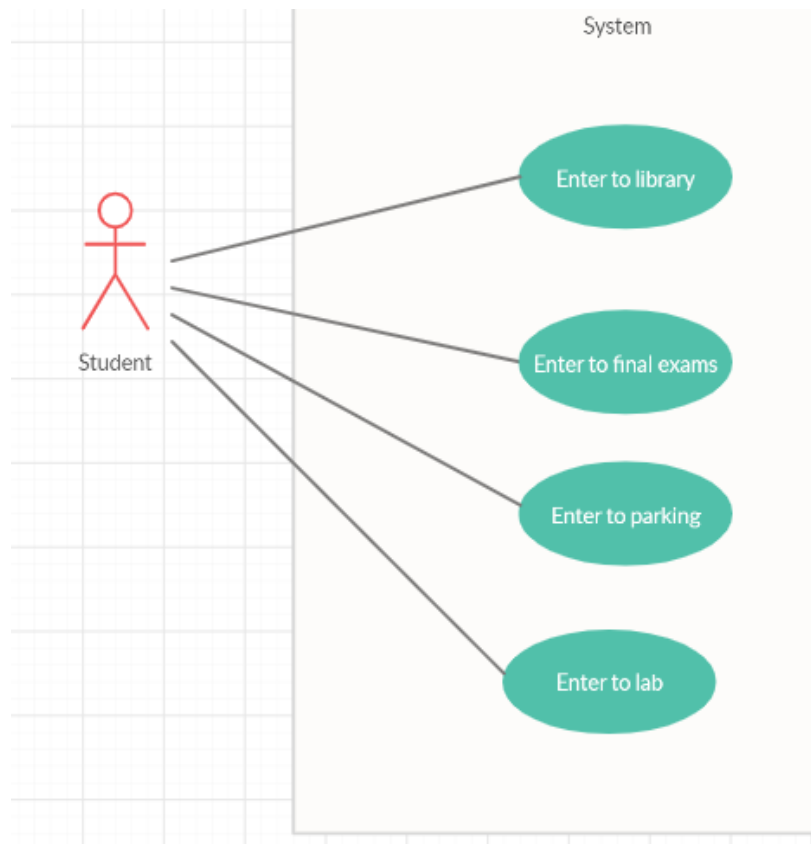 System
Enter to library
Student
Enter to final exams
Enter to parking
Enter to lab